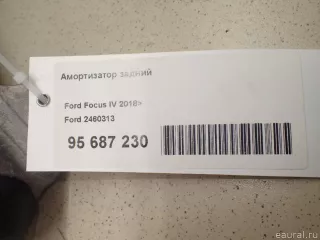 Амортизатор задний
Ford Focus IV 2018>
Ford 2460313
95 687 230
eaural.ru